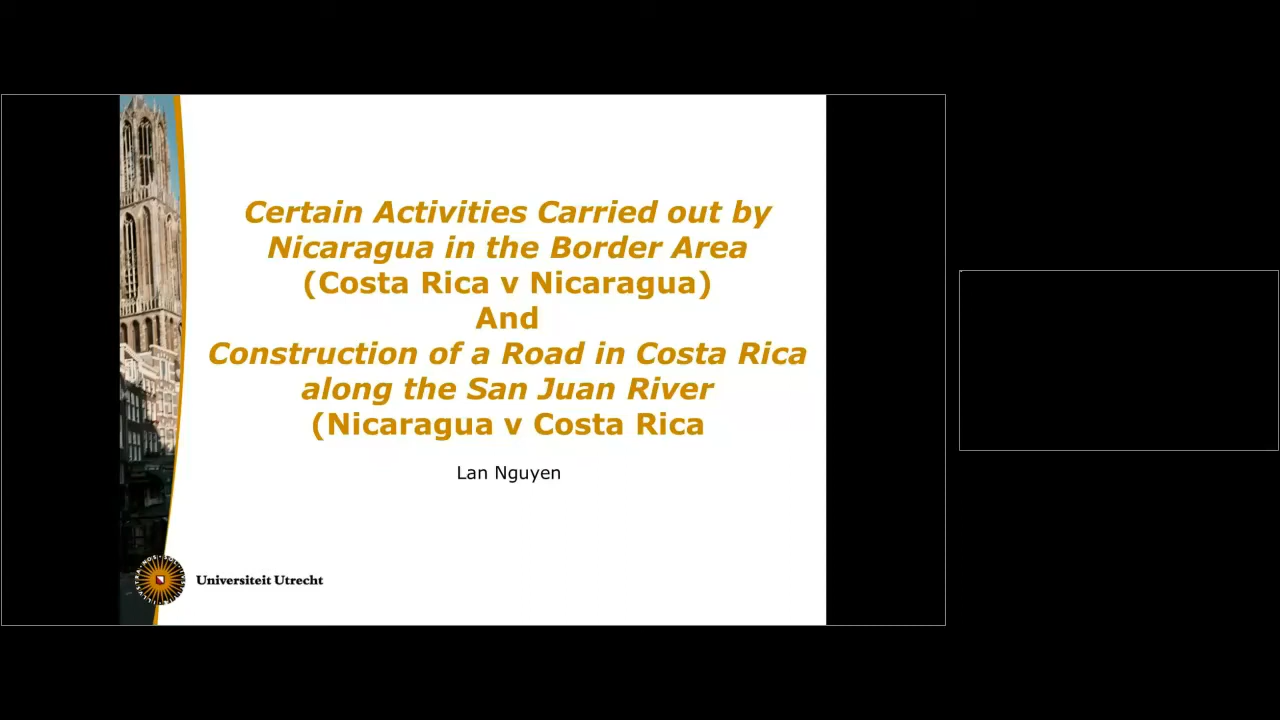 Certain Activities Carried out by
Nicaragua in the Border Area
(Costa Rica v Nicaragua)
And
Construction of a Road in Costa Rica
along the San Juan River
(Nicaragua v Costa Rica
Lan Nguyen
Universiteit Utrecht